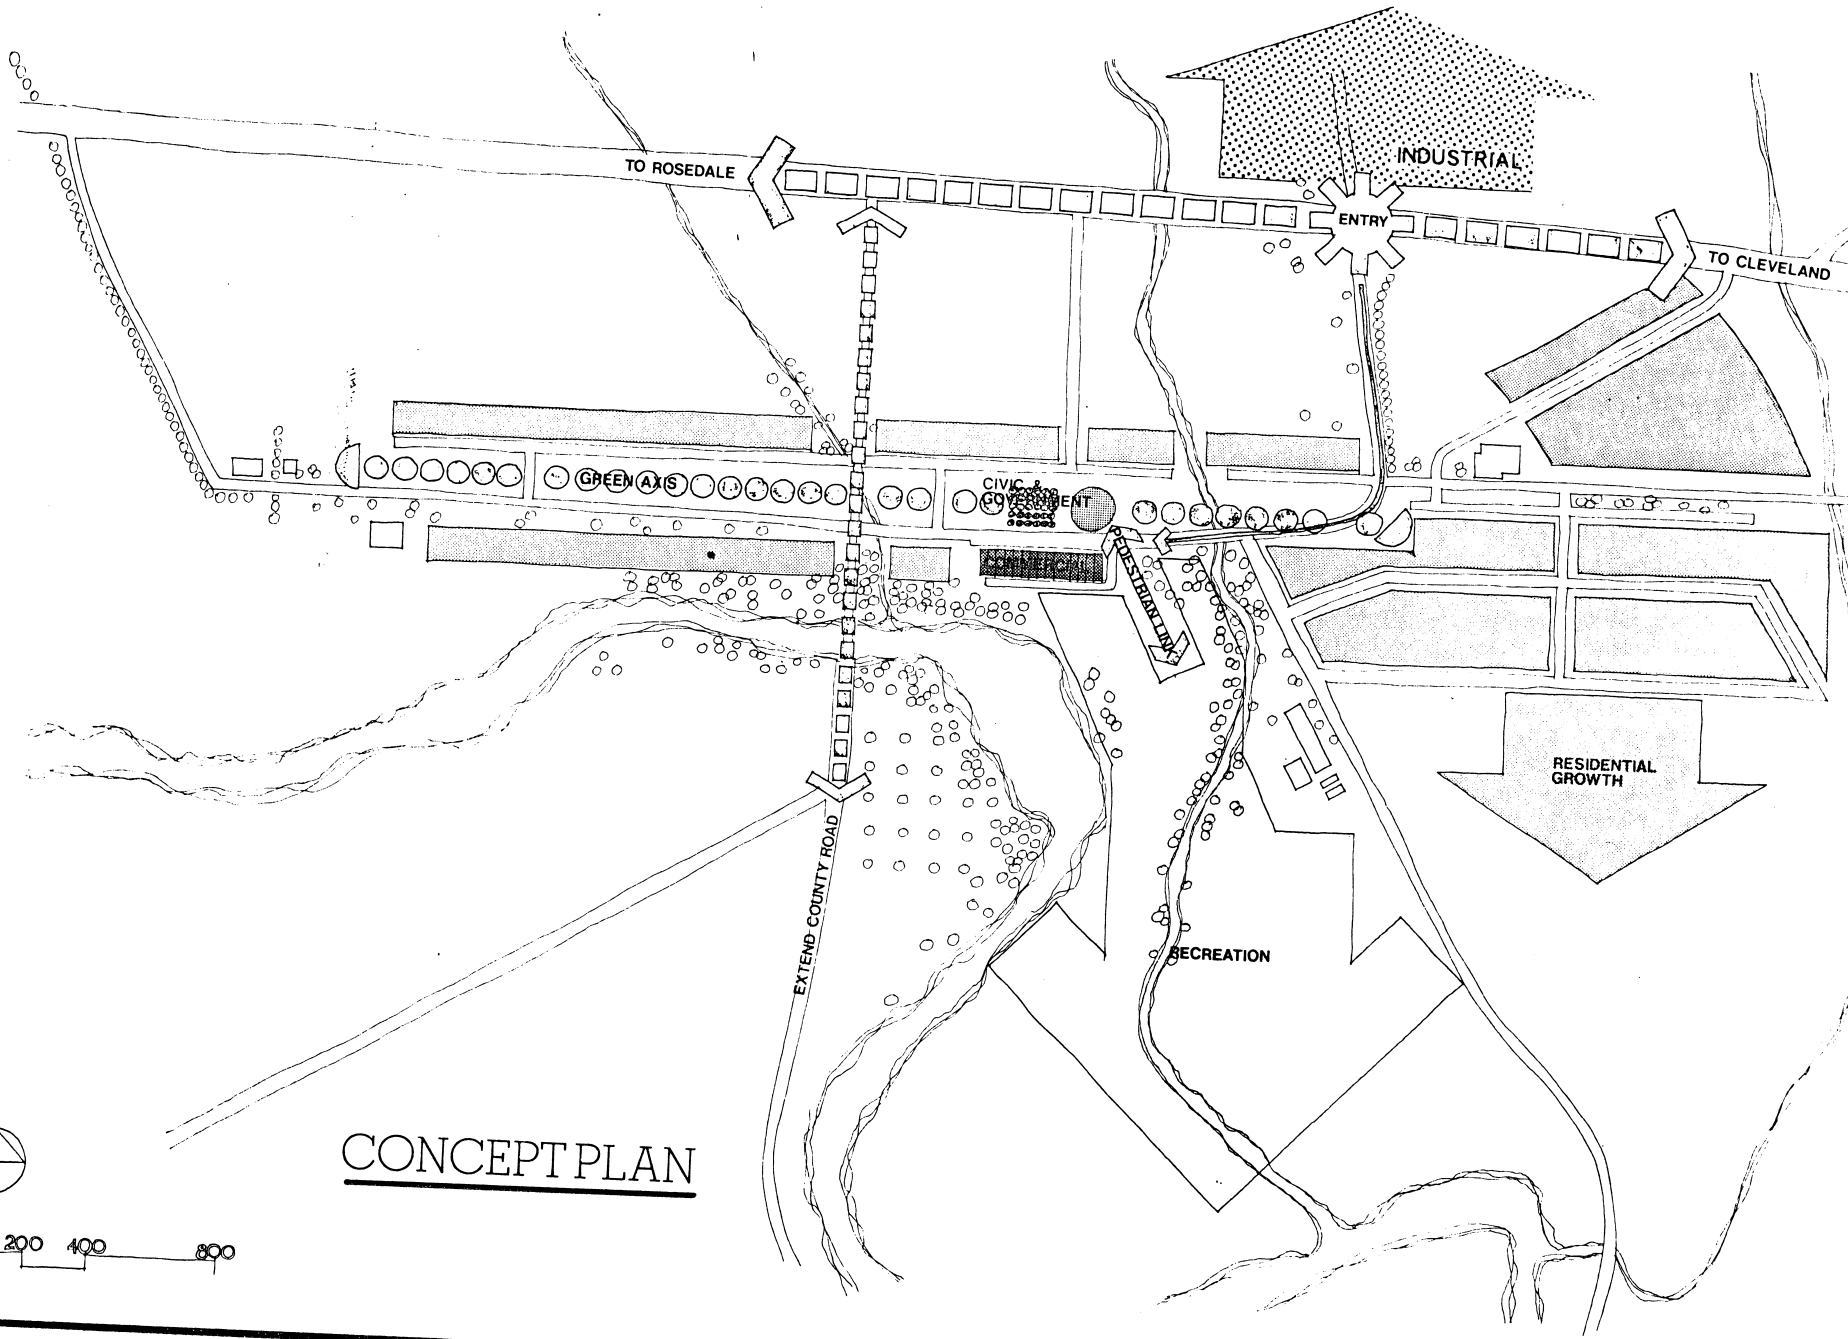 INDUSTRIAL
TO ROSEDALE
ENTRY
TO CLEVELAND
GREEN AXIS
CIVIC &
GOVERNMENT
COMMERCIAL
PEDESTRIAN LINK
RESIDENTIAL
GROWTH
EXTEND COUNTY ROAD
RECREATION
CONCEPT PLAN
200 400 800